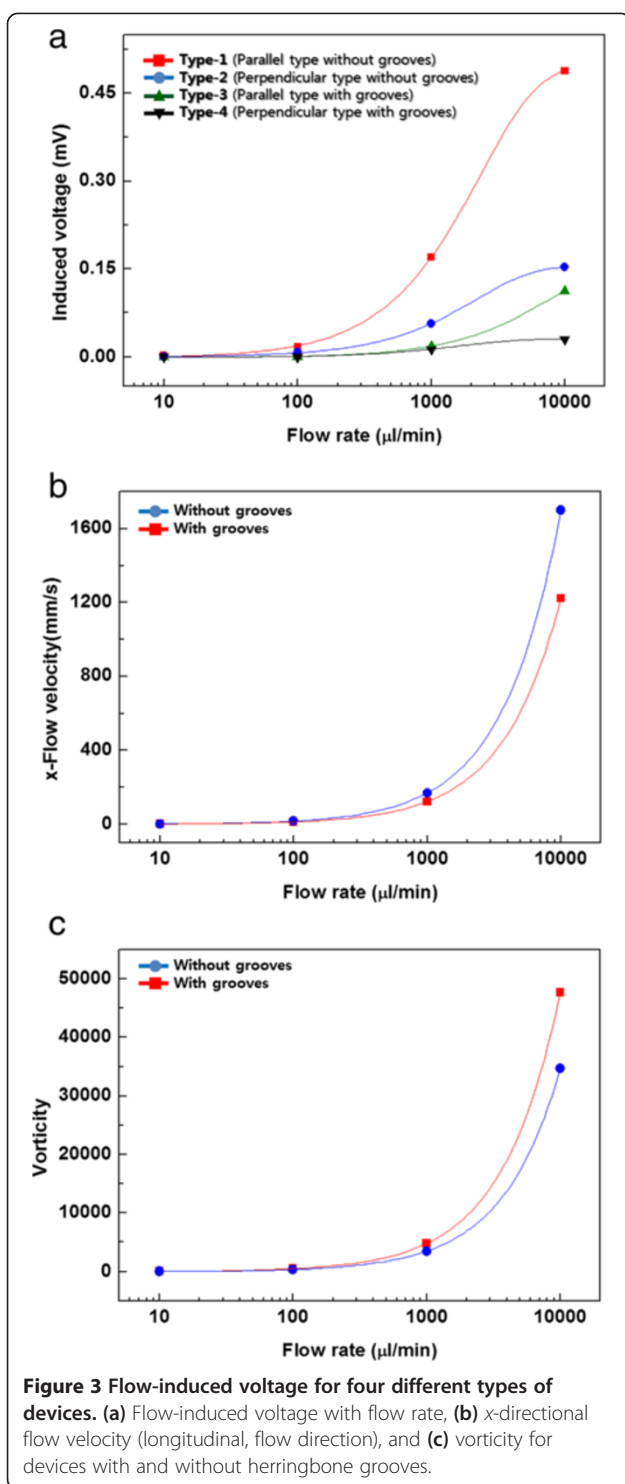 a
Type-1 (Parallel type without grooves)
Type-2 (Perpendicular type without grooves)
Type-3 (Parallel type with grooves)
Type-4 (Perpendicular type with grooves)
0.45
0.30
0.15
0.00
Induced voltage (mV)
10 100 1000 10000
Flow rate (µl/min)
b
Without grooves
With grooves
1600
1200
800
400
0
x-Flow velocity(mm/s)
10 100 1000 10000
Flow rate (µl/min)
c
Without grooves
With grooves
50000
40000
30000
20000
10000
0
Vorticity
10 100 1000 10000
Flow rate (µl/min)
Figure 3 Flow-induced voltage for four different types of
devices. (a) Flow-induced voltage with flow rate, (b) x-directional
flow velocity (longitudinal, flow direction), and (c) vorticity for
devices with and without herringbone grooves.